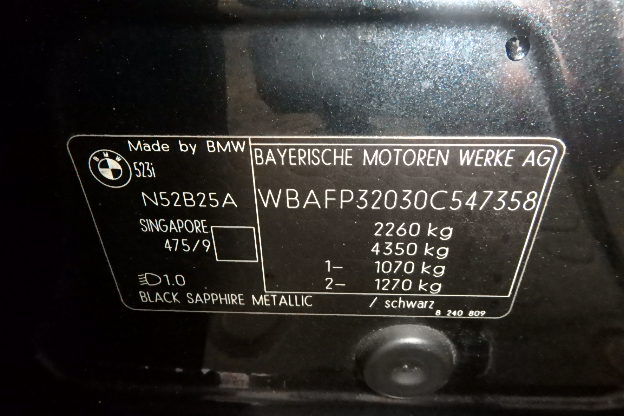 Made by BMW
BMW
523i
N52B25A
SINGAPORE
475/9
1.0
BLACK SAPPHIRE METALLIC / schwarz
BAYERISCHE MOTOREN WERKE AG
WBAFP32030C547358
2260 kg
4350 kg
1– 1070 kg
2– 1270 kg
8 240 809